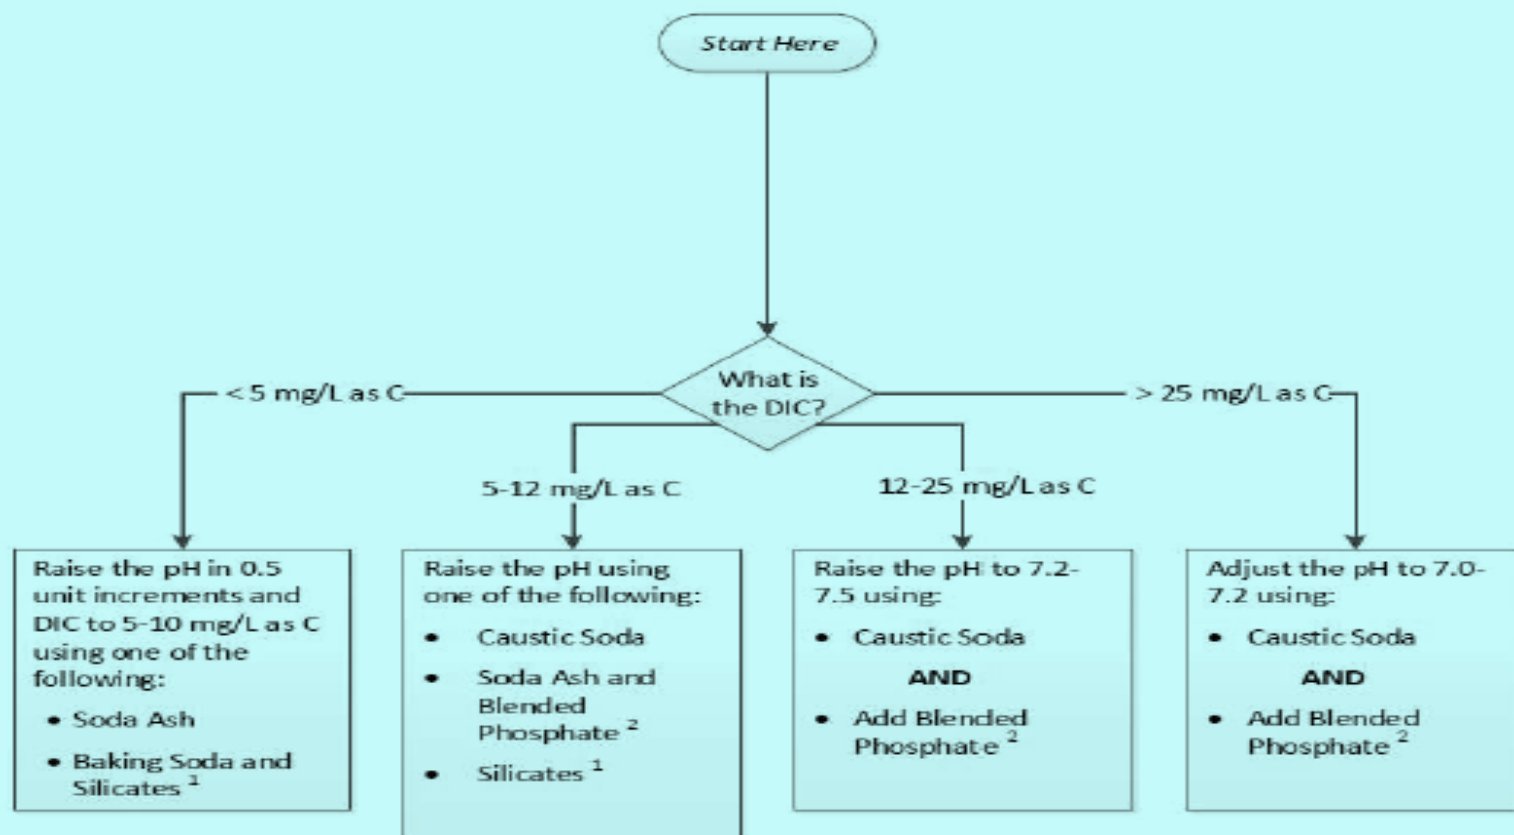 Start Here
What is
the DIC?
< 5 mg/L as C
> 25 mg/L as C
5-12 mg/L as C
12-25 mg/L as C
Raise the pH in 0.5
unit increments and
DIC to 5-10 mg/L as C
using one of the
following:
• Soda Ash
• Baking Soda and
Silicates ¹
Raise the pH using
one of the following:
• Caustic Soda
• Soda Ash and
Blended
Phosphate ²
• Silicates ¹
Raise the pH to 7.2-
7.5 using:
• Caustic Soda
AND
• Add Blended
Phosphate ²
Adjust the pH to 7.0-
7.2 using:
• Caustic Soda
AND
• Add Blended
Phosphate ²